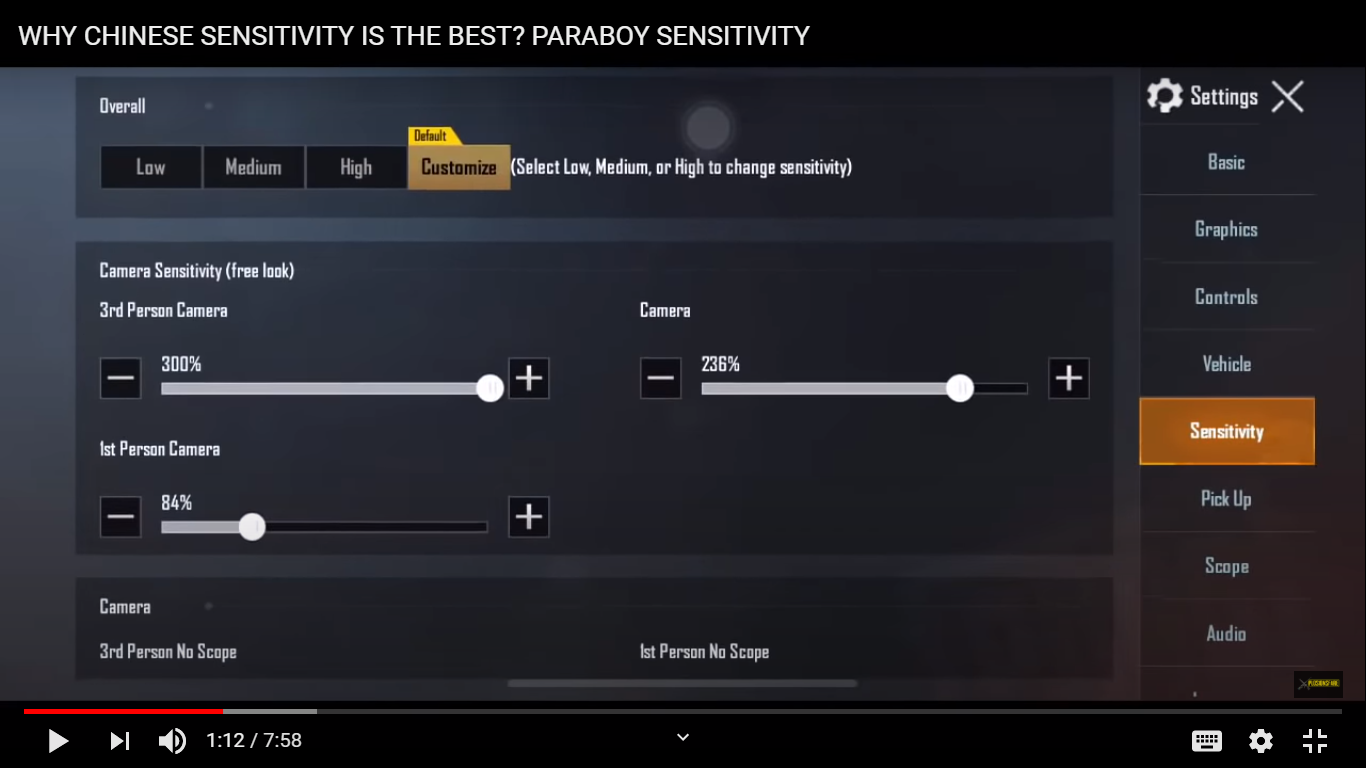 WHY CHINESE SENSITIVITY IS THE BEST? PARABOY SENSITIVITY
Settings
Overall
Default
Low Medium High Customize (Select Low, Medium, or High to change sensitivity)
Camera Sensitivity (free look)
3rd Person Camera Camera
300% 236%
1st Person Camera
84%
Camera
3rd Person No Scope 1st Person No Scope
Basic
Graphics
Controls
Vehicle
Sensitivity
Pick Up
Scope
Audio
1:12 / 7:58